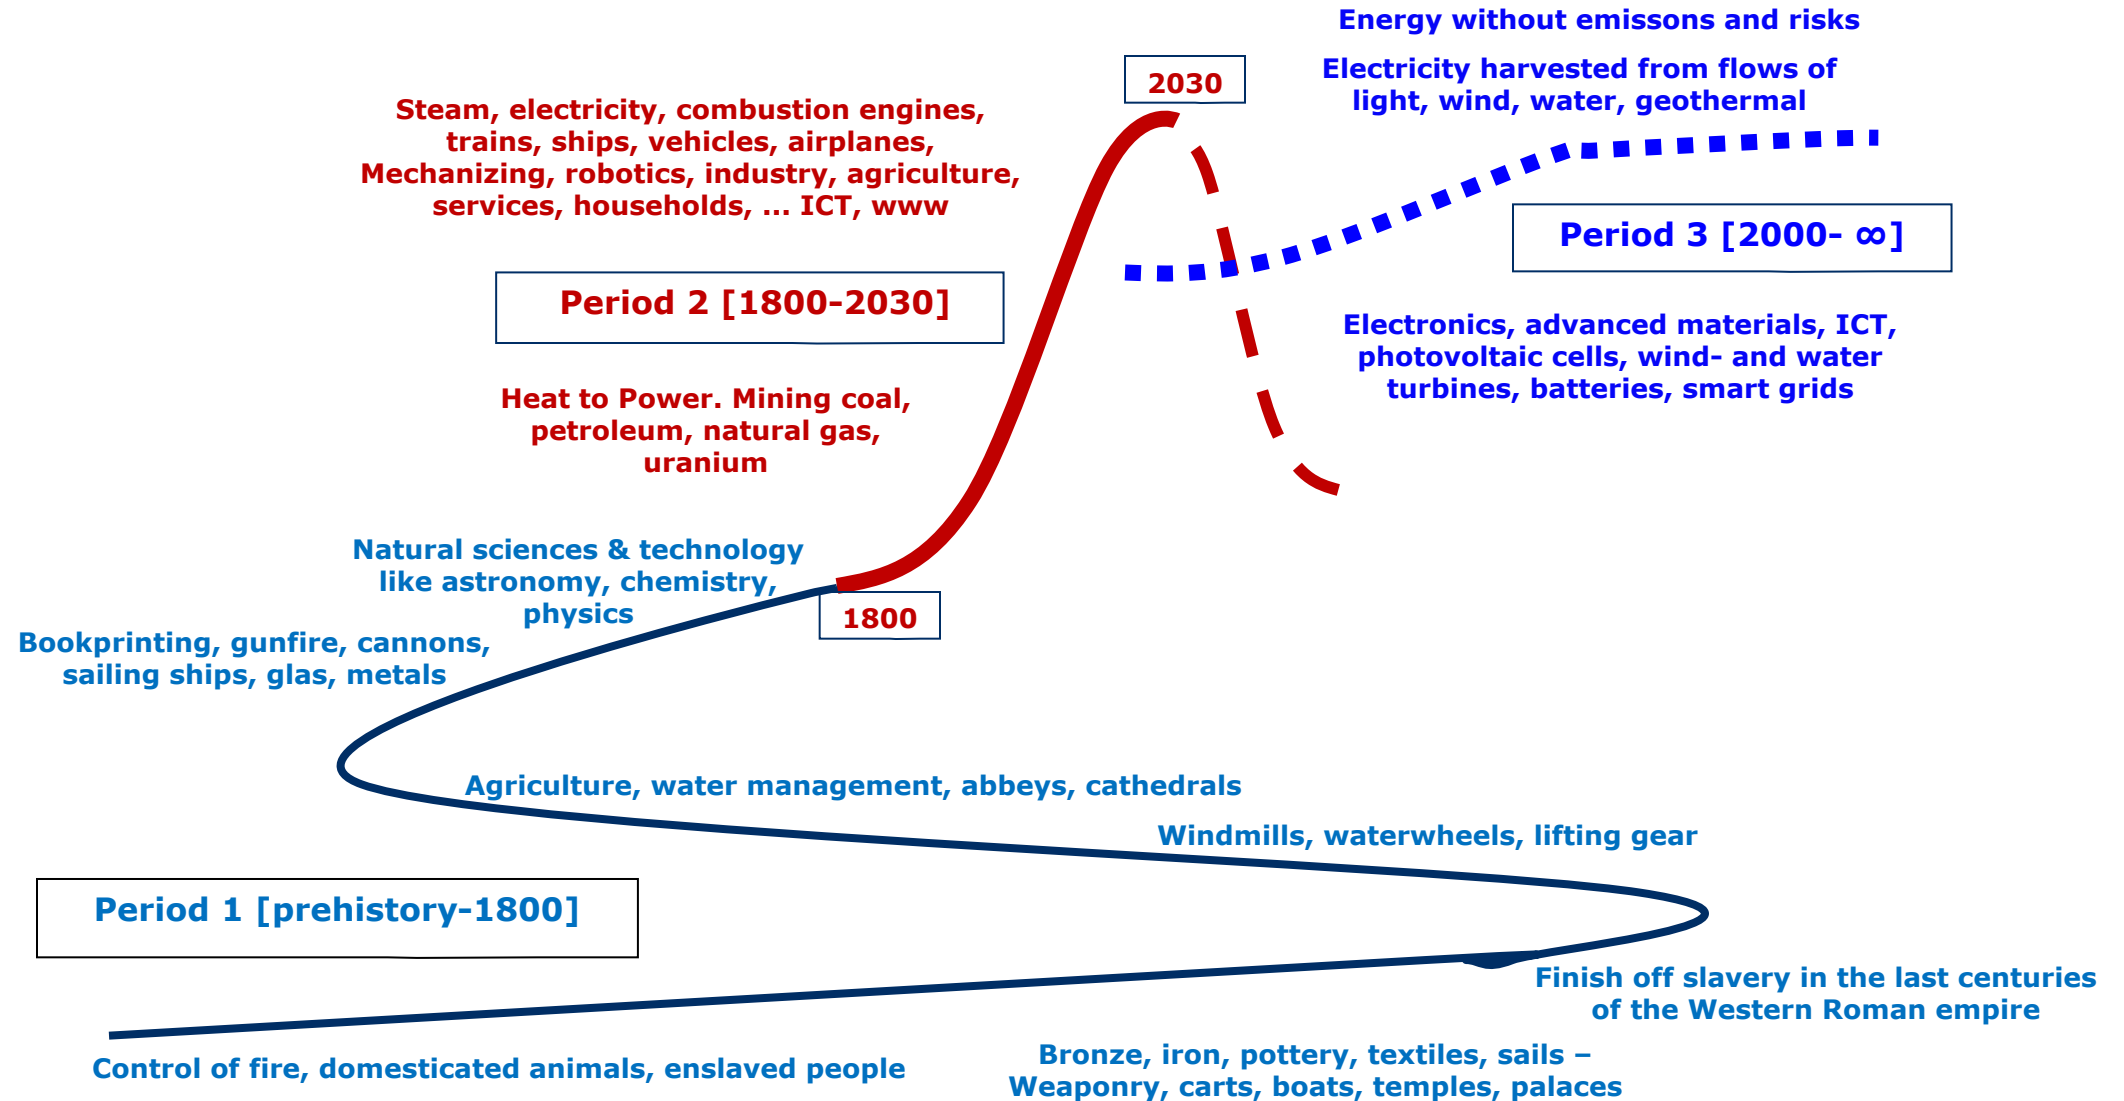 Energy without emissons and risks
Electricity harvested from flows of
light, wind, water, geothermal
2030
Steam, electricity, combustion engines,
trains, ships, vehicles, airplanes,
Mechanizing, robotics, industry, agriculture,
services, households, ... ICT, www
Period 3 [2000- ∞]
Period 2 [1800-2030]
Electronics, advanced materials, ICT,
photovoltaic cells, wind- and water
turbines, batteries, smart grids
Heat to Power. Mining coal,
petroleum, natural gas,
uranium
Natural sciences & technology
like astronomy, chemistry,
physics
1800
Bookprinting, gunfire, cannons,
sailing ships, glas, metals
Agriculture, water management, abbeys, cathedrals
Windmills, waterwheels, lifting gear
Period 1 [prehistory-1800]
Finish off slavery in the last centuries
of the Western Roman empire
Control of fire, domesticated animals, enslaved people
Bronze, iron, pottery, textiles, sails –
Weaponry, carts, boats, temples, palaces